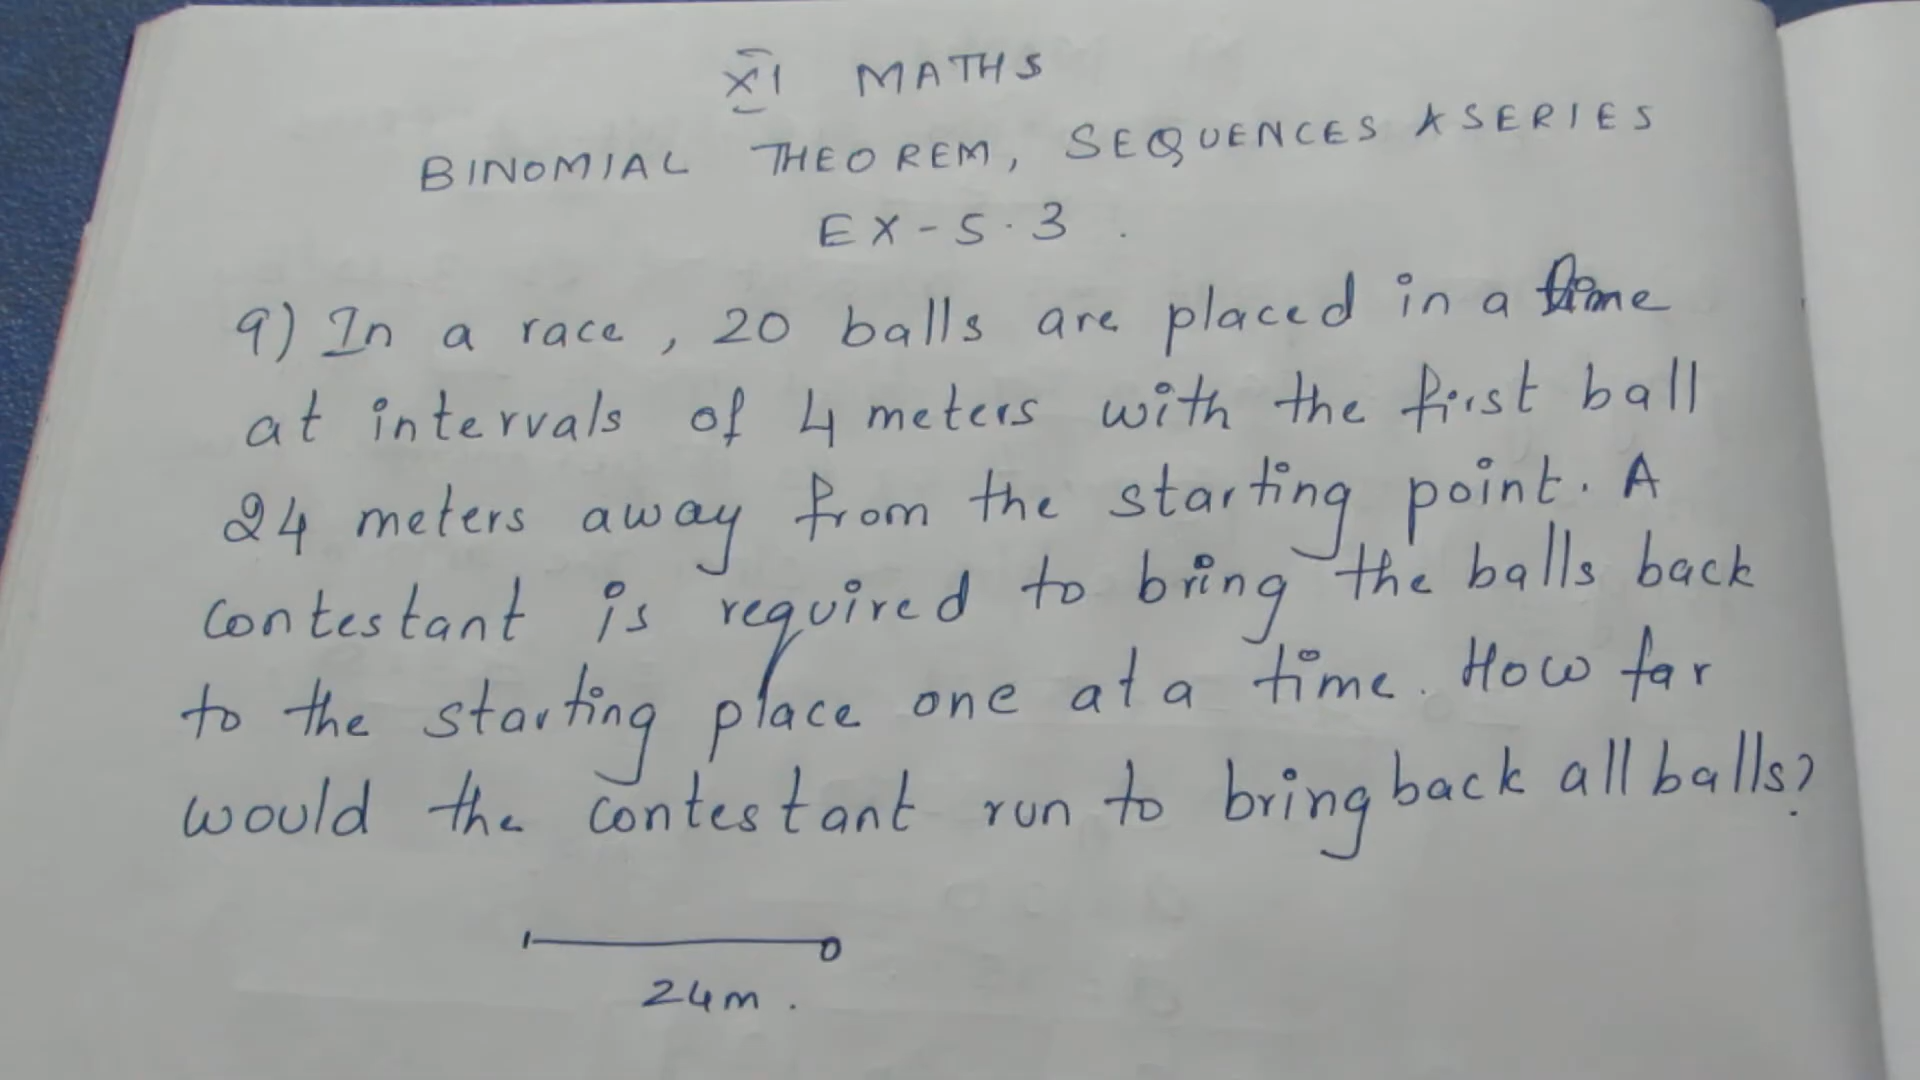 XI MATHS
BINOMIAL THEOREM, SEQUENCES & SERIES
EX-5.3.
9) In a race, 20 balls are placed in a line
at intervals of 4 meters with the first ball
24 meters away from the starting point. A
contestant is required to bring the balls back
to the starting place one at a time. How far
would the contestant run to bring back all balls?
24m.